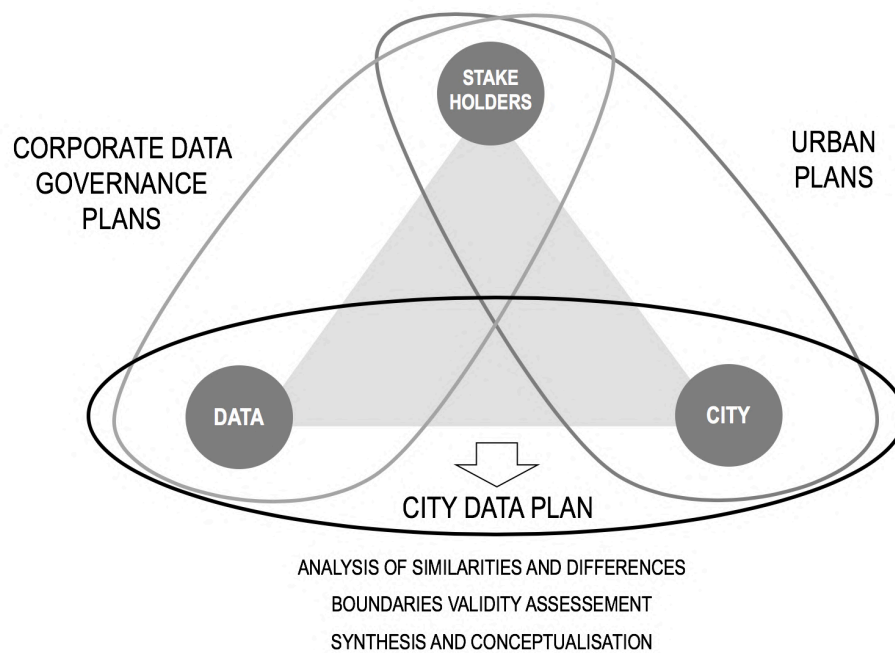 STAKE
HOLDERS
CORPORATE DATA
GOVERNANCE
PLANS
URBAN
PLANS
DATA
CITY
CITY DATA PLAN
ANALYSIS OF SIMILARITIES AND DIFFERENCES
BOUNDARIES VALIDITY ASSESSEMENT
SYNTHESIS AND CONCEPTUALISATION